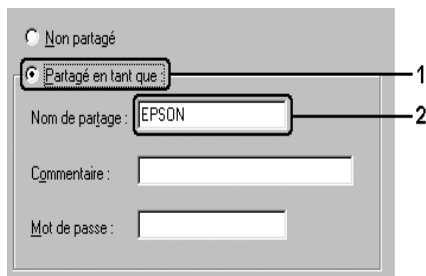 Non partagé
Partagé en tant que :
1
Nom de partage : EPSON
2
Commentaire :
Mot de passe :